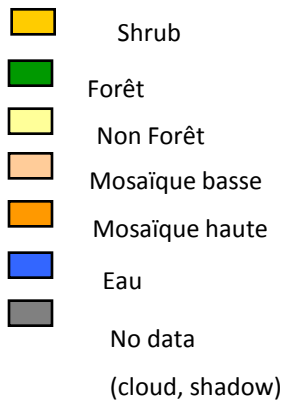 Shrub
Forêt
Non Forêt
Mosaïque basse
Mosaïque haute
Eau
No data
(cloud, shadow)